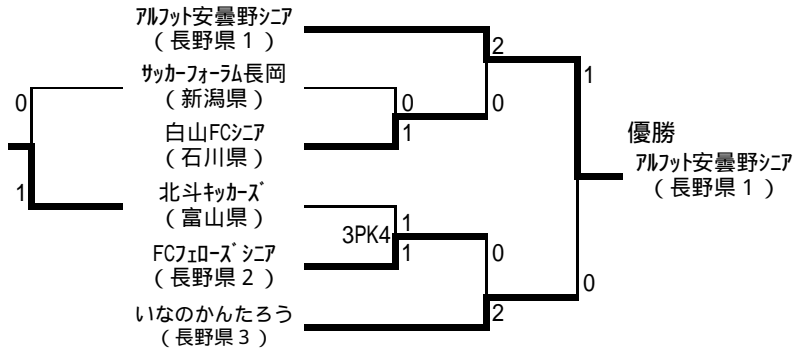 アルフット安曇野シニア
(長野県1)
サッカーフォーラム長岡
(新潟県)
白山FCシニア
(石川県)
北斗キッカーズ
(富山県)
FCフェローズシニア
(長野県2)
いなのかんたろう
(長野県3)
0
1
2
0
0
1
1
3PK4
1
0
2
1
0
優勝
アルフット安曇野シニア
(長野県1)